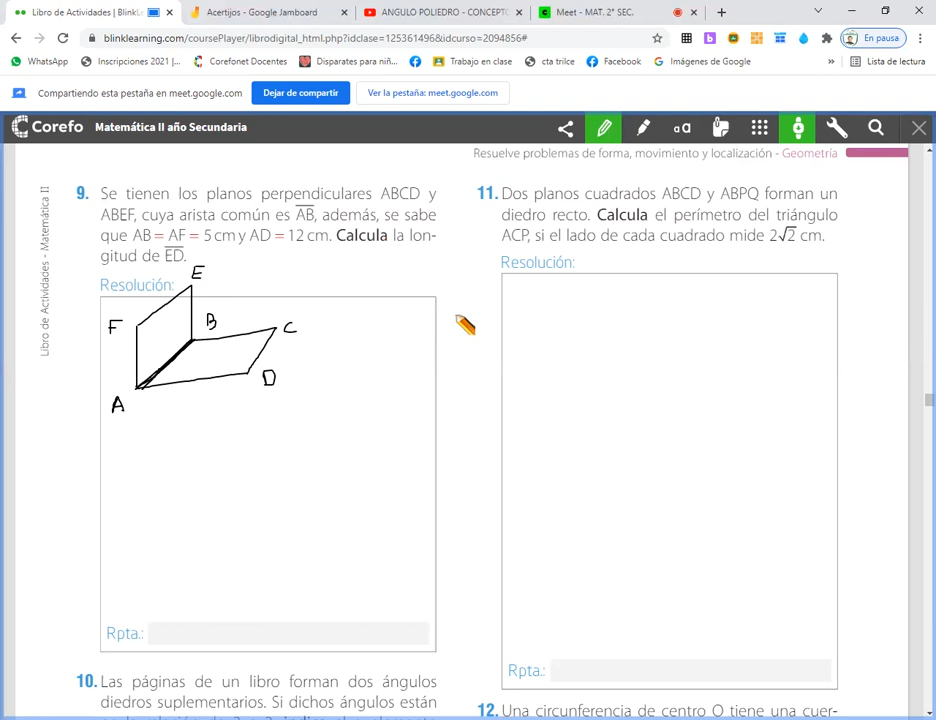 Libro de Actividades | BlinkLe
Acertijos - Google Jamboard
ANGULO POLIEDRO - CONCEPTO
Meet - MAT. 2° SEC.
blinklearning.com/coursePlayer/librodigital_html.php?idclase=125361496&idcurso=2094856#
En pausa
WhatsApp
Inscripciones 2021 |...
Corefonet Docentes
Disparates para niñ...
Trabajo en clase
cta trilce
Facebook
Imágenes de Google
»
Lista de lectura
Compartiendo esta pestaña en meet.google.com
Dejar de compartir
Ver la pestaña: meet.google.com
Corefo
Matemática II año Secundaria
aA
Resuelve problemas de forma, movimiento y localización - Geometría
Libro de Actividades - Matemática II
9. Se tienen los planos perpendiculares ABCD y
ABEF, cuya arista común es A̅B̅, además, se sabe
que AB = AF = 5 cm y AD = 12 cm. Calcula la lon-
gitud de E̅D̅.
Resolución:
E
F
B
C
D
A
Rpta.:
10. Las páginas de un libro forman dos ángulos
diedros suplementarios. Si dichos ángulos están
11. Dos planos cuadrados ABCD y ABPQ forman un
diedro recto. Calcula el perímetro del triángulo
ACP, si el lado de cada cuadrado mide 2√2 cm.
Resolución:
Rpta.:
12. Una circunferencia de centro O tiene una cuer-